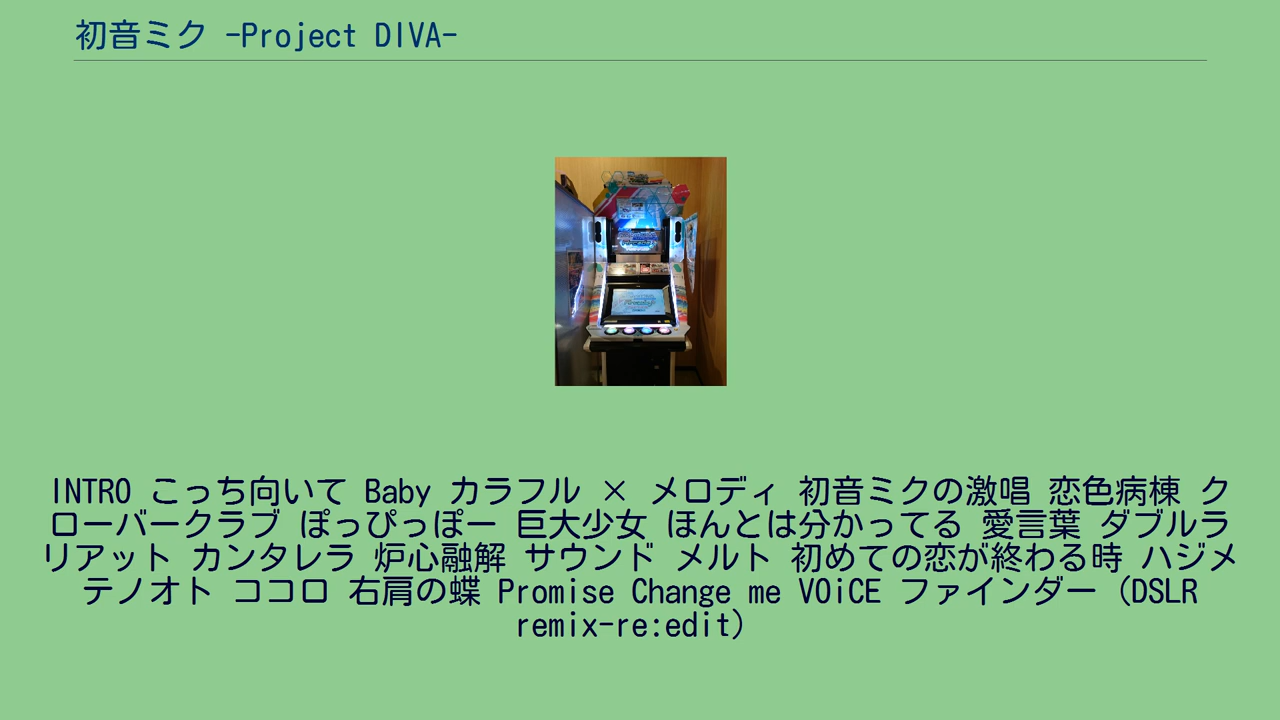 初音ミク -Project DIVA-
INTRO こっち向いて Baby カラフル × メロディ 初音ミクの激唱 恋色病棟 ク
ローバークラブ ぽっぴっぽー 巨大少女 ほんとは分かってる 愛言葉 ダブルラ
リアット カンタレラ 炉心融解 サウンド メルト 初めての恋が終わる時 ハジメ
テノオト ココロ 右肩の蝶 Promise Change me VOiCE ファインダー (DSLR
remix-re:edit)